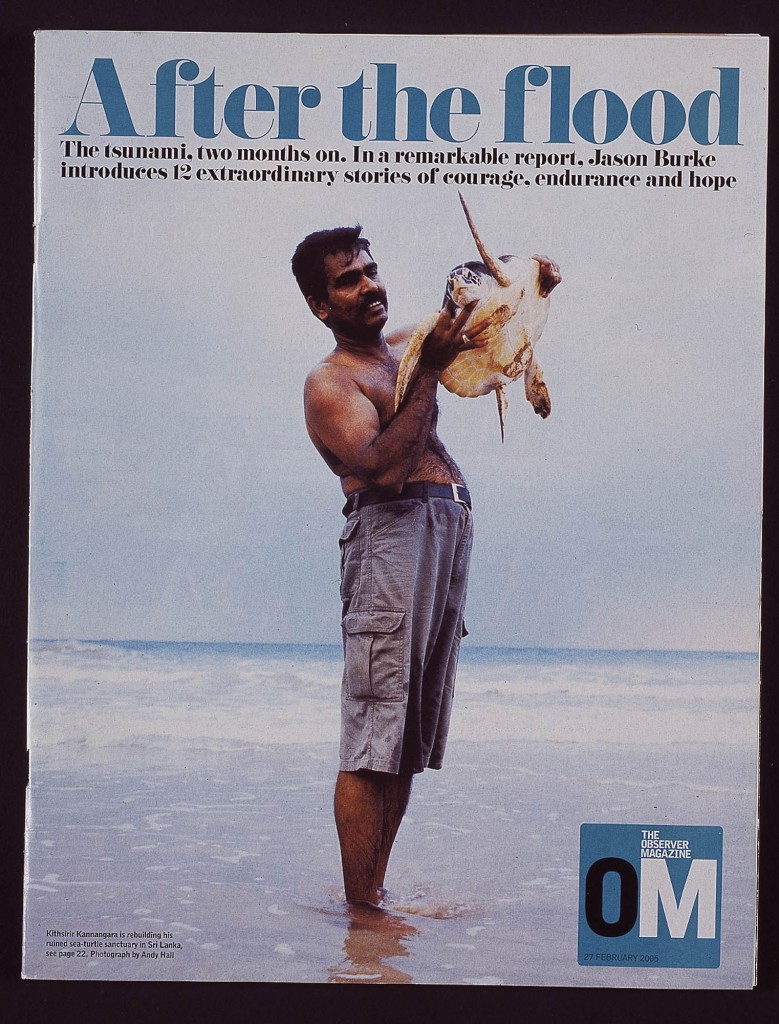 After the flood
The tsunami, two months on. In a remarkable report, Jason Burke
introduces 12 extraordinary stories of courage, endurance and hope
Kithsirir Kannangara is rebuilding his
ruined sea-turtle sanctuary in Sri Lanka,
see page 22. Photograph by Andy Hall
THE
OBSERVER
MAGAZINE
OM
27 FEBRUARY 2005